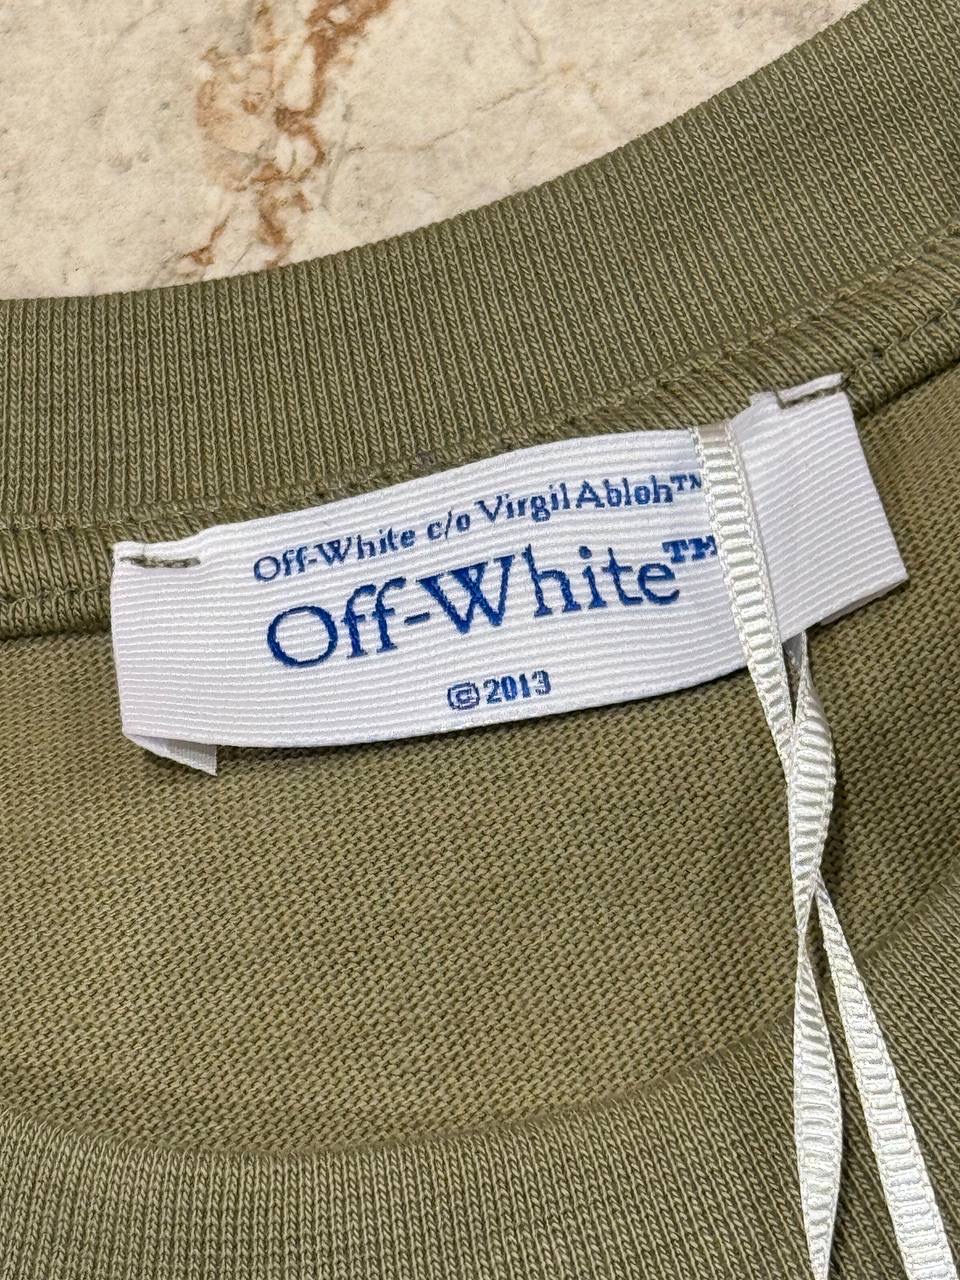 Off-White c/o Virgil Abloh™
Off-White™
©2013